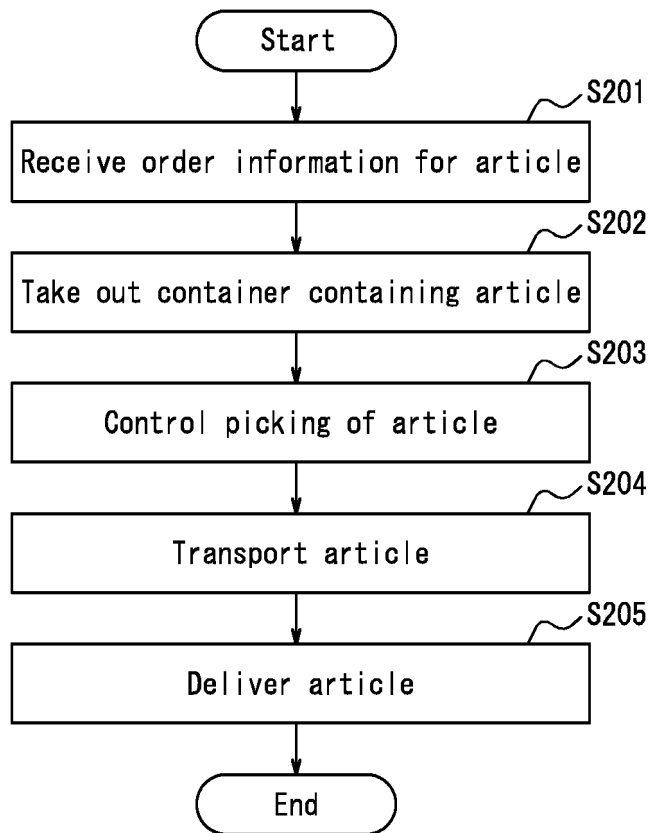 Start
S201
Receive order information for article
S202
Take out container containing article
S203
Control picking of article
S204
Transport article
S205
Deliver article
End